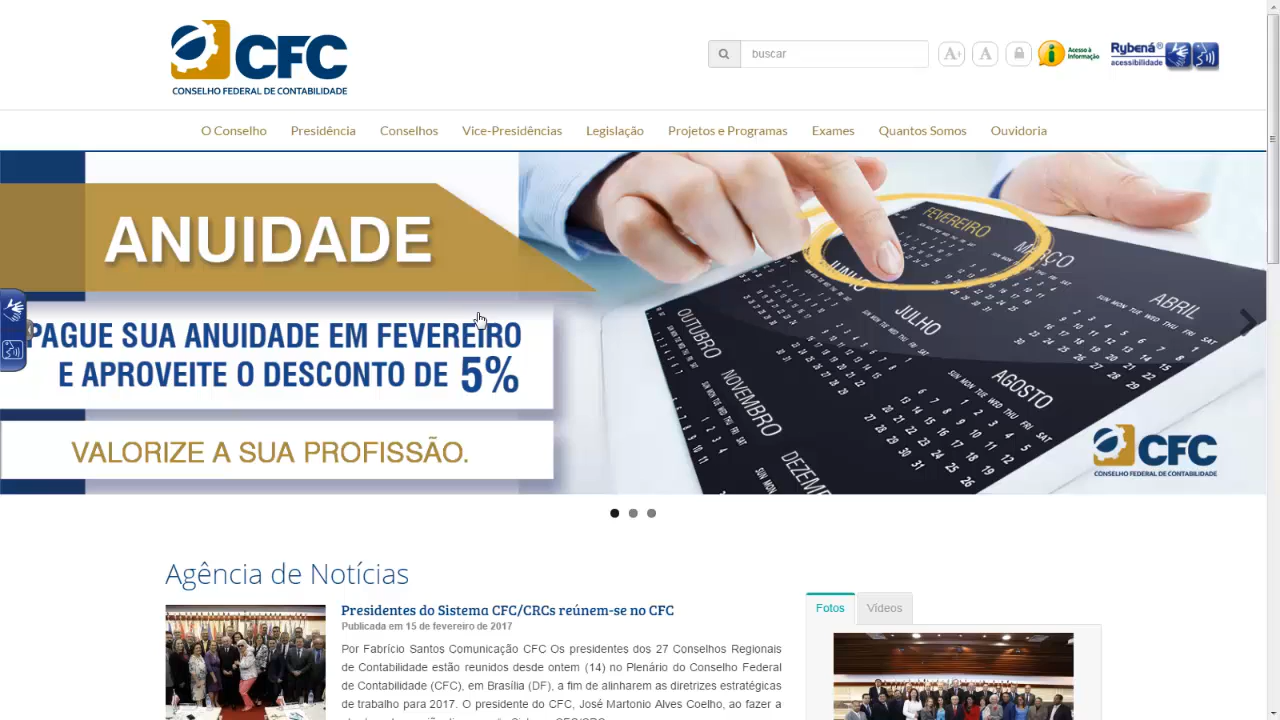 CFC
CONSELHO FEDERAL DE CONTABILIDADE
buscar
A+
A
Acesso à
Informação
Rybená®
acessibilidade
O Conselho Presidência Conselhos Vice-Presidências Legislação Projetos e Programas Exames Quantos Somos Ouvidoria
ANUIDADE
PAGUE SUA ANUIDADE EM FEVEREIRO
E APROVEITE O DESCONTO DE 5%
VALORIZE A SUA PROFISSÃO.
FEVEREIRO
MARÇO
ABRIL
JUNHO
JULHO
AGOSTO
OUTUBRO
NOVEMBRO
DEZEM
CFC
CONSELHO FEDERAL DE CONTABILIDADE
Agência de Notícias
Presidentes do Sistema CFC/CRCs reúnem-se no CFC
Publicada em 15 de fevereiro de 2017
Por Fabrício Santos Comunicação CFC Os presidentes dos 27 Conselhos Regionais
de Contabilidade estão reunidos desde ontem (14) no Plenário do Conselho Federal
de Contabilidade (CFC), em Brasília (DF), a fim de alinharem as diretrizes estratégicas
de trabalho para 2017. O presidente do CFC, José Martonio Alves Coelho, ao fazer a
Fotos Vídeos